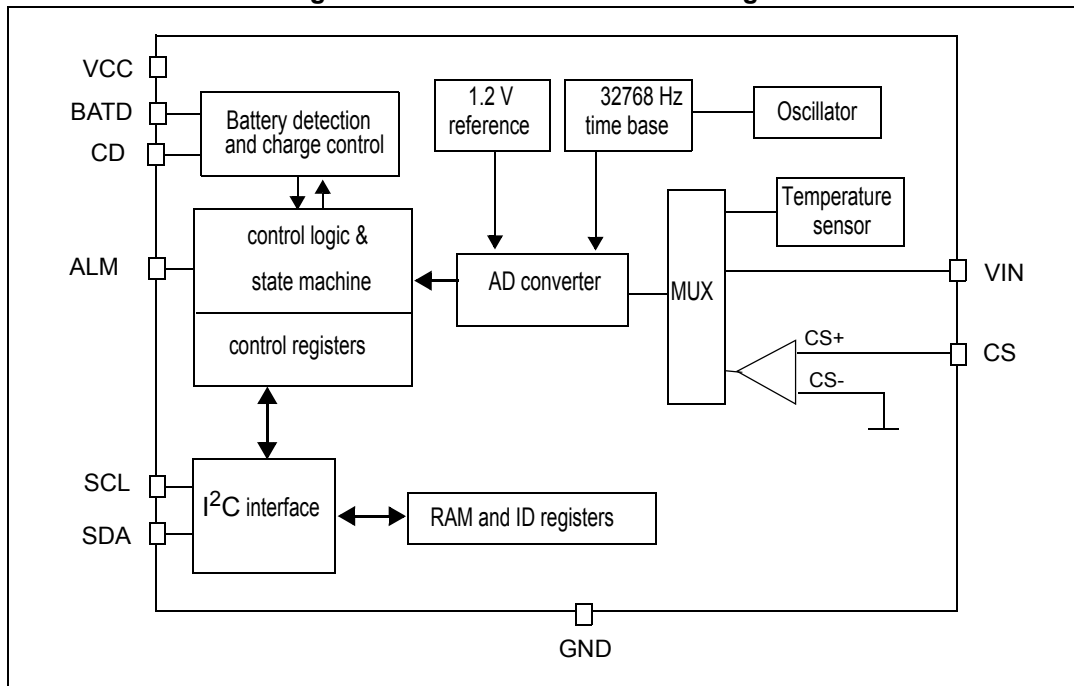 VCC
BATD
CD
ALM
SCL
SDA
Battery detection
and charge control
control logic &
state machine
control registers
I²C interface
RAM and ID registers
1.2 V
reference
32768 Hz
time base
Oscillator
AD converter
MUX
Temperature
sensor
CS+
CS-
VIN
CS
GND